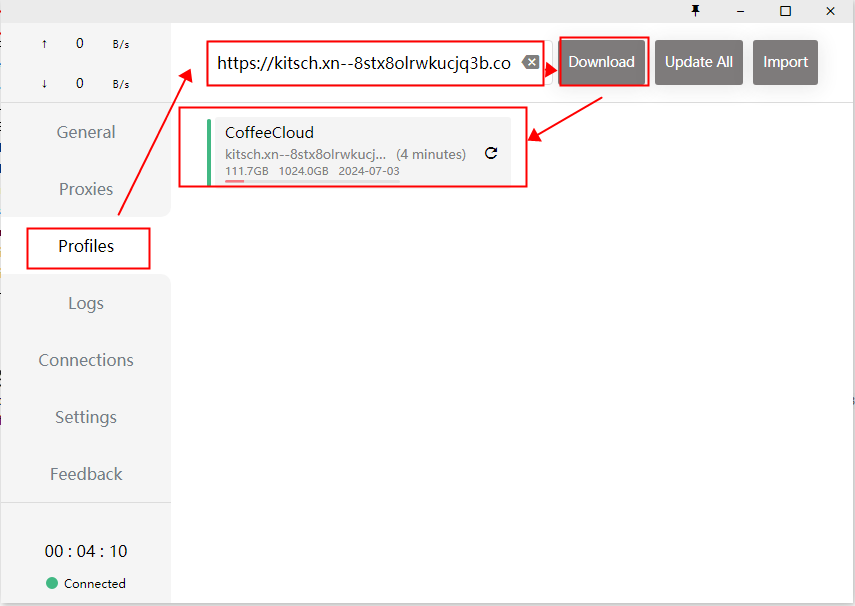 ↑ 0 B/s
↓ 0 B/s
https://kitsch.xn--8stx8olrwkucjq3b.co
Download
Update All
Import
General
Proxies
Profiles
Logs
Connections
Settings
Feedback
CoffeeCloud
kitsch.xn--8stx8olrwkucj... (4 minutes)
111.7GB 1024.0GB 2024-07-03
00 : 04 : 10
Connected